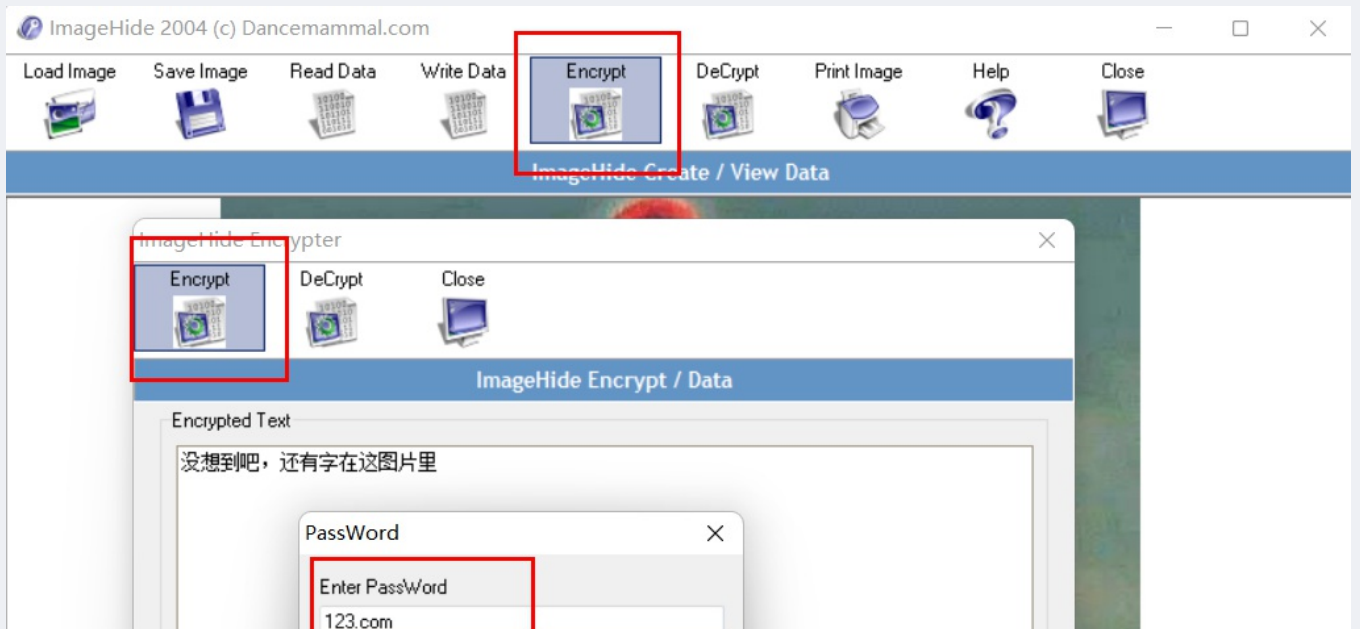 ImageHide 2004 (c) Dancemammal.com
Load Image Save Image Read Data Write Data Encrypt DeCrypt Print Image Help Close
ImageHide Create / View Data
ImageHide Encrypter
Encrypt DeCrypt Close
ImageHide Encrypt / Data
Encrypted Text
没想到吧，还有字在这图片里
PassWord
Enter PassWord
123.com